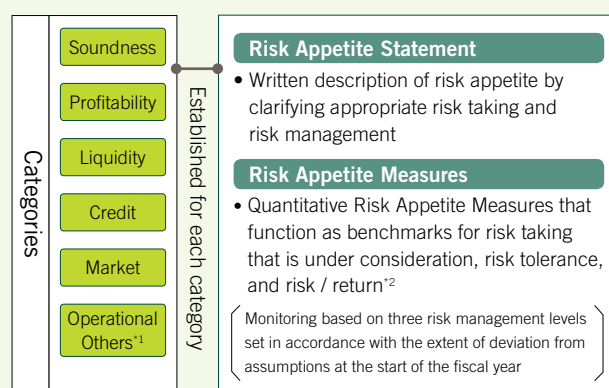 Categories
Soundness
Profitability
Liquidity
Credit
Market
Operational
Others*1
Established for each category
Risk Appetite Statement
• Written description of risk appetite by
clarifying appropriate risk taking and
risk management
Risk Appetite Measures
• Quantitative Risk Appetite Measures that
function as benchmarks for risk taking
that is under consideration, risk tolerance,
and risk / return*2
Monitoring based on three risk management levels
set in accordance with the extent of deviation from
assumptions at the start of the fiscal year